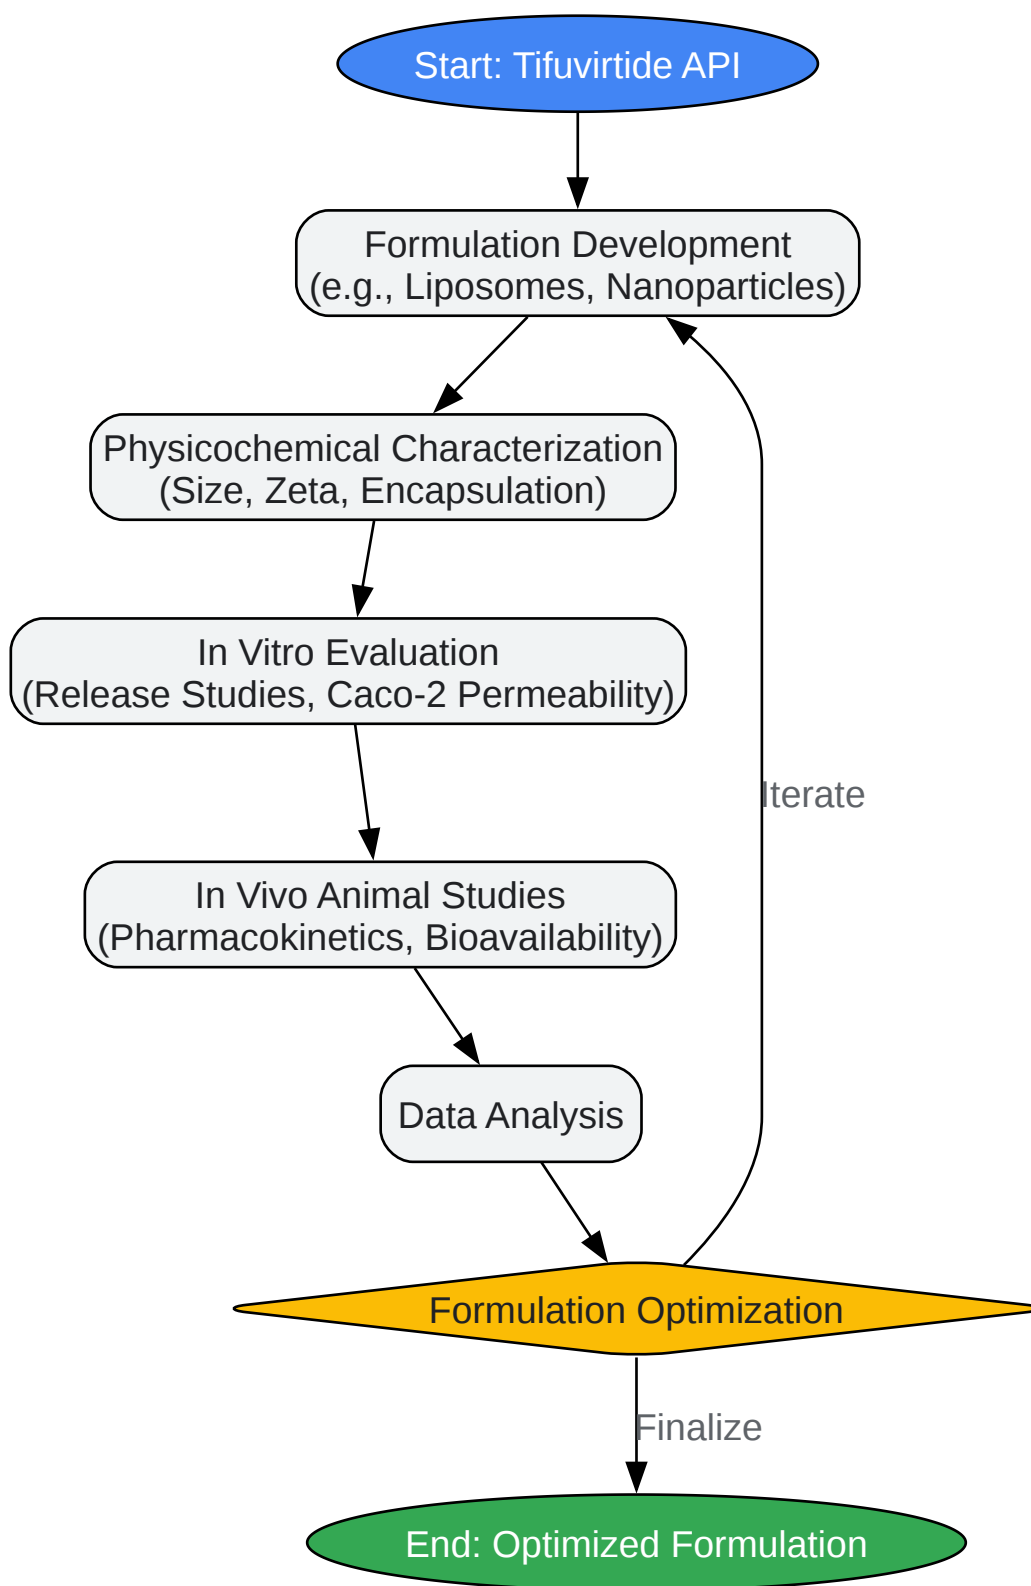 Start: Tifuvirtide API
Formulation Development
(e.g., Liposomes, Nanoparticles)
Physicochemical Characterization
(Size, Zeta, Encapsulation)
In Vitro Evaluation
(Release Studies, Caco-2 Permeability)
Iterate
In Vivo Animal Studies
(Pharmacokinetics, Bioavailability)
Data Analysis
Formulation Optimization
Finalize
End: Optimized Formulation